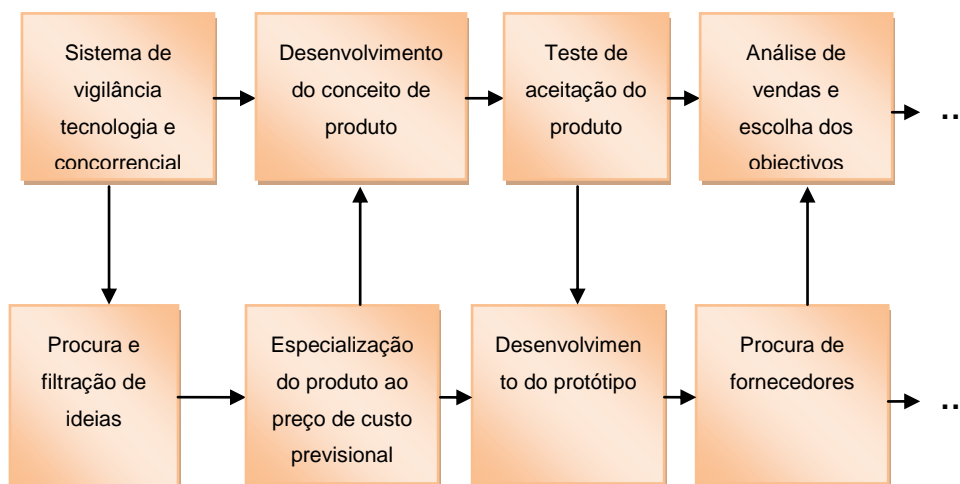 Sistema de
vigilância
tecnologia e
concorrencial
Desenvolvimento
do conceito de
produto
Teste de
aceitação do
produto
Análise de
vendas e
escolha dos
objectivos
..
Procura e
filtração de
ideias
Especialização
do produto ao
preço de custo
previsional
Desenvolvimen
to do protótipo
Procura de
fornecedores
..